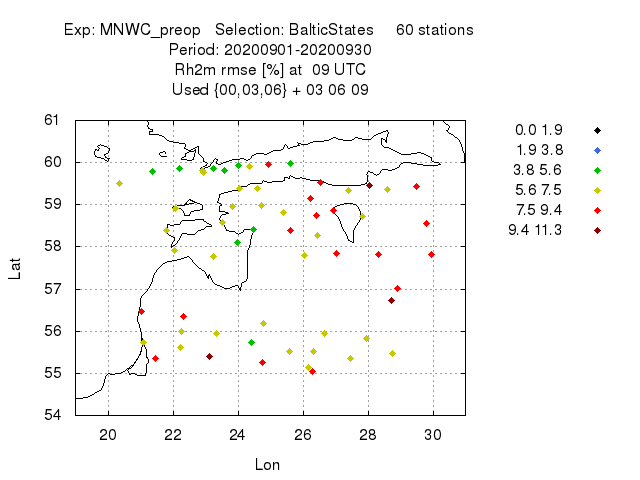 Exp: MNWC_preop   Selection: BalticStates     60 stations
Period: 20200901-20200930
Rh2m rmse [%] at  09 UTC
Used {00,03,06} + 03 06 09
61
60
59
58
57
56
55
54
Lat
20 22 24 26 28 30
Lon
0.0 1.9
1.9 3.8
3.8 5.6
5.6 7.5
7.5 9.4
9.4 11.3